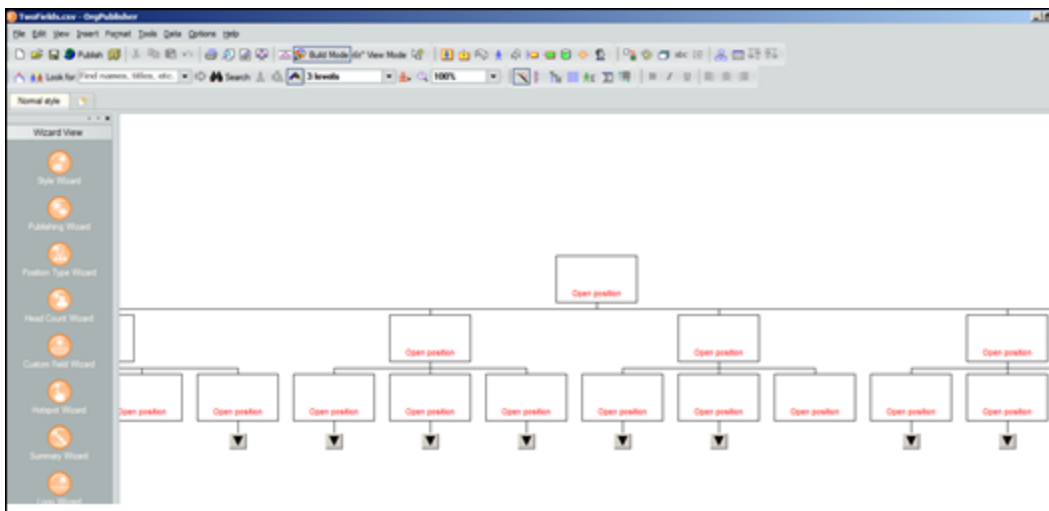 TwoFields.csv - OrgPublisher
File Edit View Insert Format Tools Data Options Help
Publish Build Mode View Mode abc
Look for Find names, titles, etc. Search 3 levels 100% B I U
Normal style
Wizard View
Style Wizard
Publishing Wizard
Position Type Wizard
Head Count Wizard
Custom Field Wizard
Hotspot Wizard
Summary Wizard
Logo Wizard
Open position
Open position Open position Open position
Open position Open position Open position Open position Open position Open position Open position Open position Open position Open position